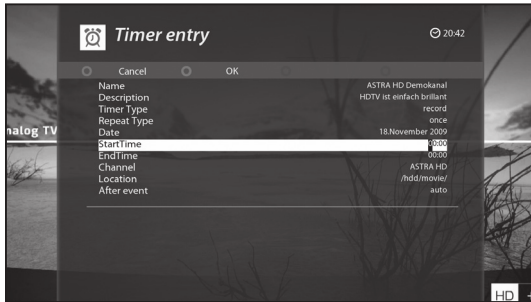 Timer entry
20:42
Cancel OK
Name ASTRA HD Demokanal
Description HDTV ist einfach brillant
Timer Type record
Repeat Type once
Date 18.November 2009
nalog TV
StartTime 00:00
EndTime 00:00
Channel ASTRA HD
Location /hdd/movie/
After event auto
HD